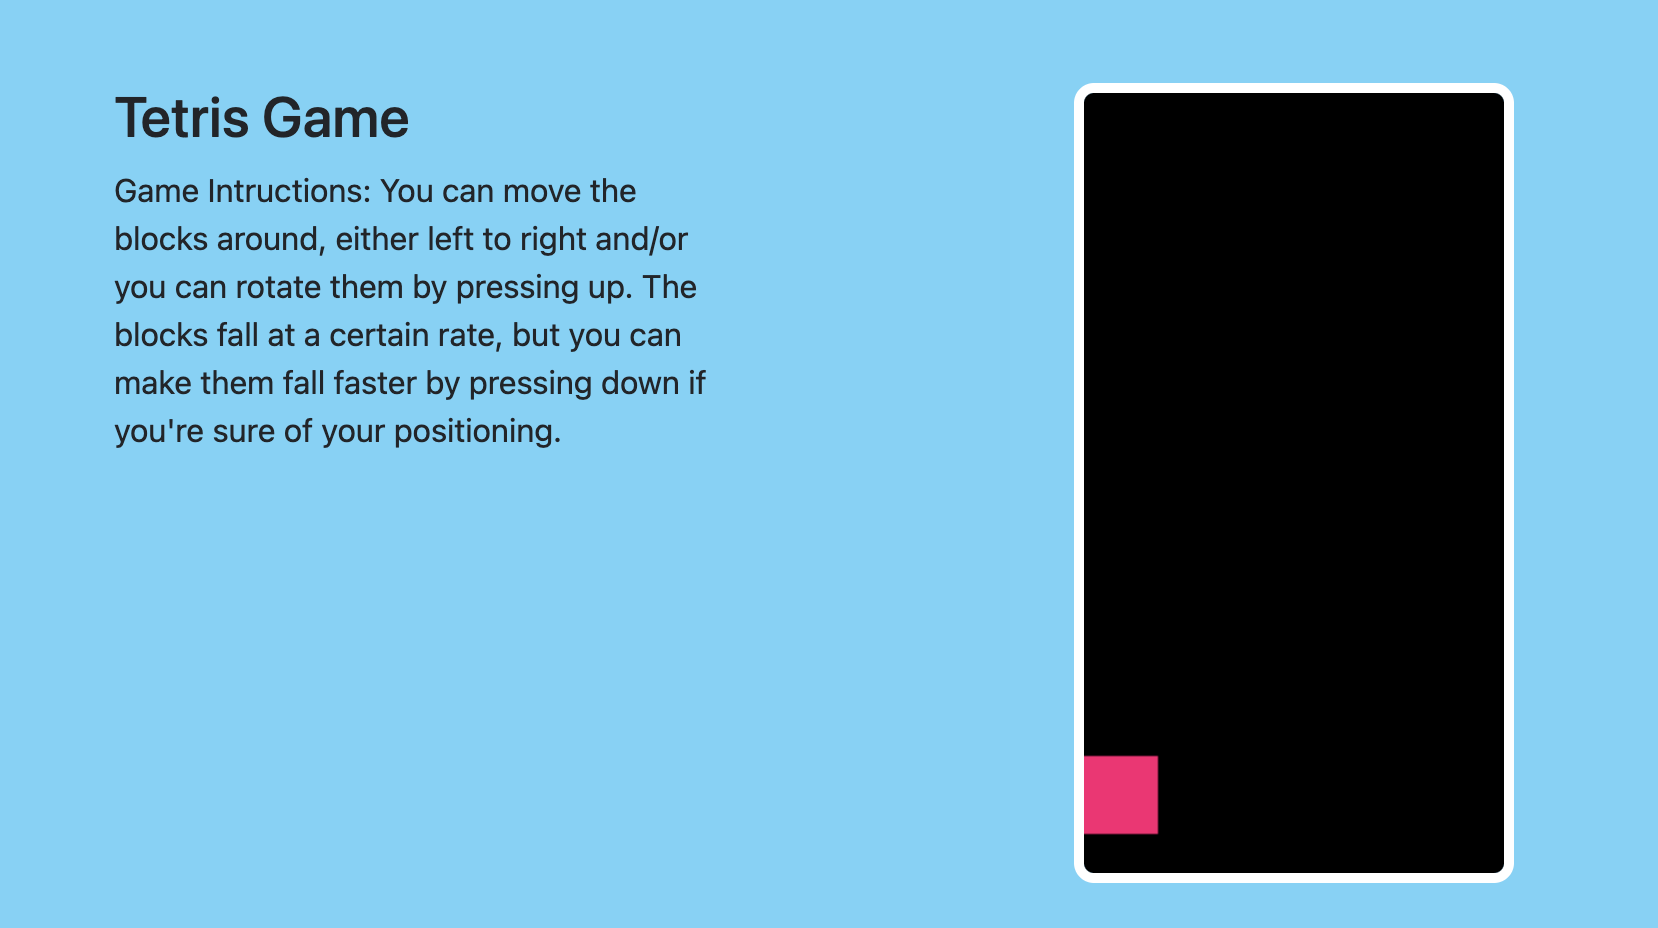 Tetris Game
Game Intructions: You can move the
blocks around, either left to right and/or
you can rotate them by pressing up. The
blocks fall at a certain rate, but you can
make them fall faster by pressing down if
you're sure of your positioning.